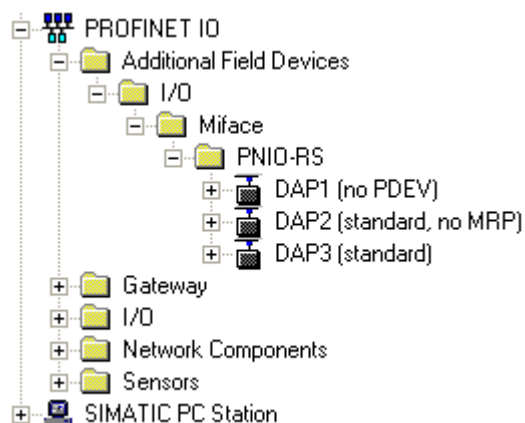 PROFINET IO
Additional Field Devices
I/O
Miface
PNIO-RS
DAP1 (no PDEV)
DAP2 (standard, no MRP)
DAP3 (standard)
Gateway
I/O
Network Components
Sensors
SIMATIC PC Station